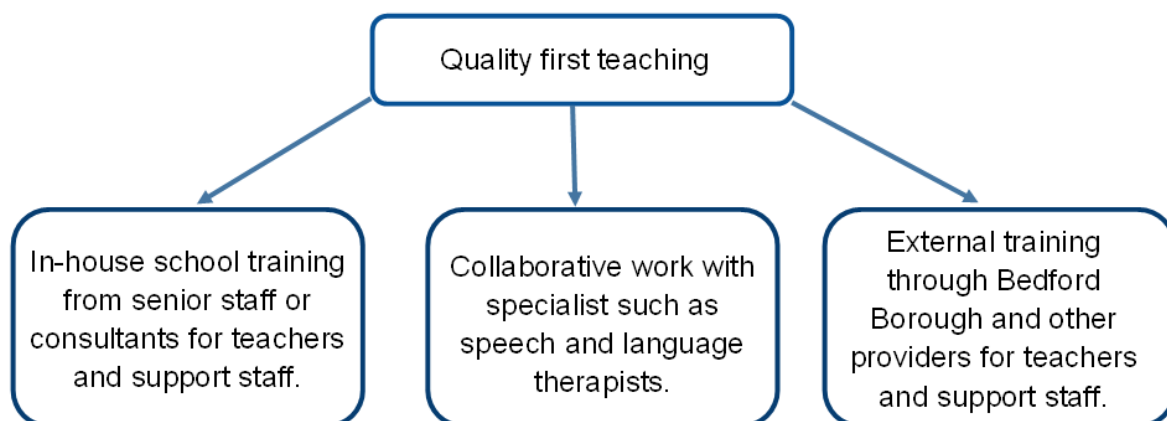 Quality first teaching
In-house school training
from senior staff or
consultants for teachers
and support staff.
Collaborative work with
specialist such as
speech and language
therapists.
External training
through Bedford
Borough and other
providers for teachers
and support staff.